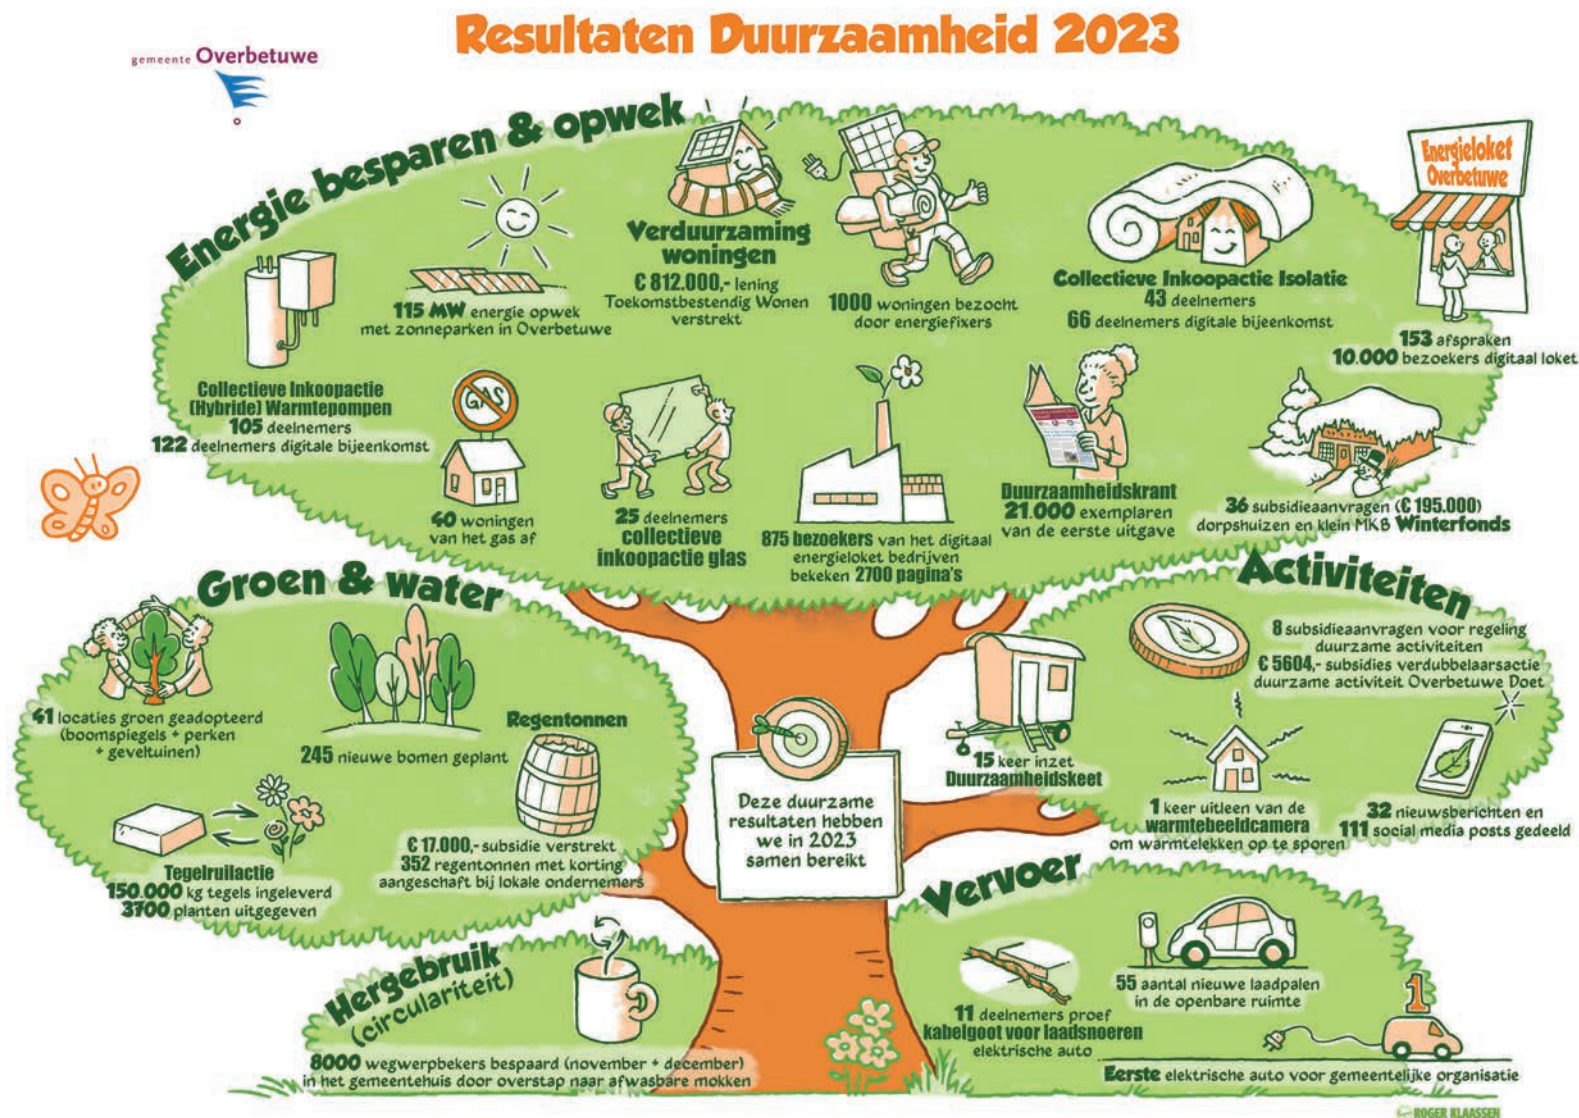 Resultaten Duurzaamheid 2023
gemeente Overbetuwe
Energie besparen & opwek
Collectieve Inkoopactie
(Hybride) Warmtepompen
105 deelnemers
122 deelnemers digitale bijeenkomst
115 MW energie opwek
met zonneparken in Overbetuwe
Verduurzaming
woningen
€ 812.000,- lening
Toekomstbestendig Wonen
verstrekt
1000 woningen bezocht
door energiefixers
Collectieve Inkoopactie Isolatie
43 deelnemers
66 deelnemers digitale bijeenkomst
Energieloket
Overbetuwe
153 afspraken
10.000 bezoekers digitaal loket
GAS
40 woningen
van het gas af
25 deelnemers
collectieve
inkoopactie glas
875 bezoekers van het digitaal
energieloket bedrijven
bekeken 2700 pagina's
Duurzaamheidskrant
21.000 exemplaren
van de eerste uitgave
36 subsidieaanvragen (€ 195.000)
dorpshuizen en klein MKB Winterfonds
Groen & water
41 locaties groen geadopteerd
(boomspiegels + perken
+ geveltuinen)
245 nieuwe bomen geplant
Regentonnen
€ 17.000,- subsidie verstrekt
352 regentonnen met korting
aangeschaft bij lokale ondernemers
Tegelruilactie
150.000 kg tegels ingeleverd
3700 planten uitgegeven
Deze duurzame
resultaten hebben
we in 2023
samen bereikt
Activiteiten
8 subsidieaanvragen voor regeling
duurzame activiteiten
€ 5604,- subsidies verdubbelaarsactie
duurzame activiteit Overbetuwe Doet
15 keer inzet
Duurzaamheidskeet
1 keer uitleen van de
warmtebeeldcamera
om warmtelekken op te sporen
32 nieuwsberichten en
111 social media posts gedeeld
Hergebruik
(circulariteit)
8000 wegwerpbekers bespaard (november + december)
in het gemeentehuis door overstap naar afwasbare mokken
Vervoer
11 deelnemers proef
kabelgoot voor laadsnoeren
elektrische auto
55 aantal nieuwe laadpalen
in de openbare ruimte
1
Eerste elektrische auto voor gemeentelijke organisatie
ROGER KLAASSEN